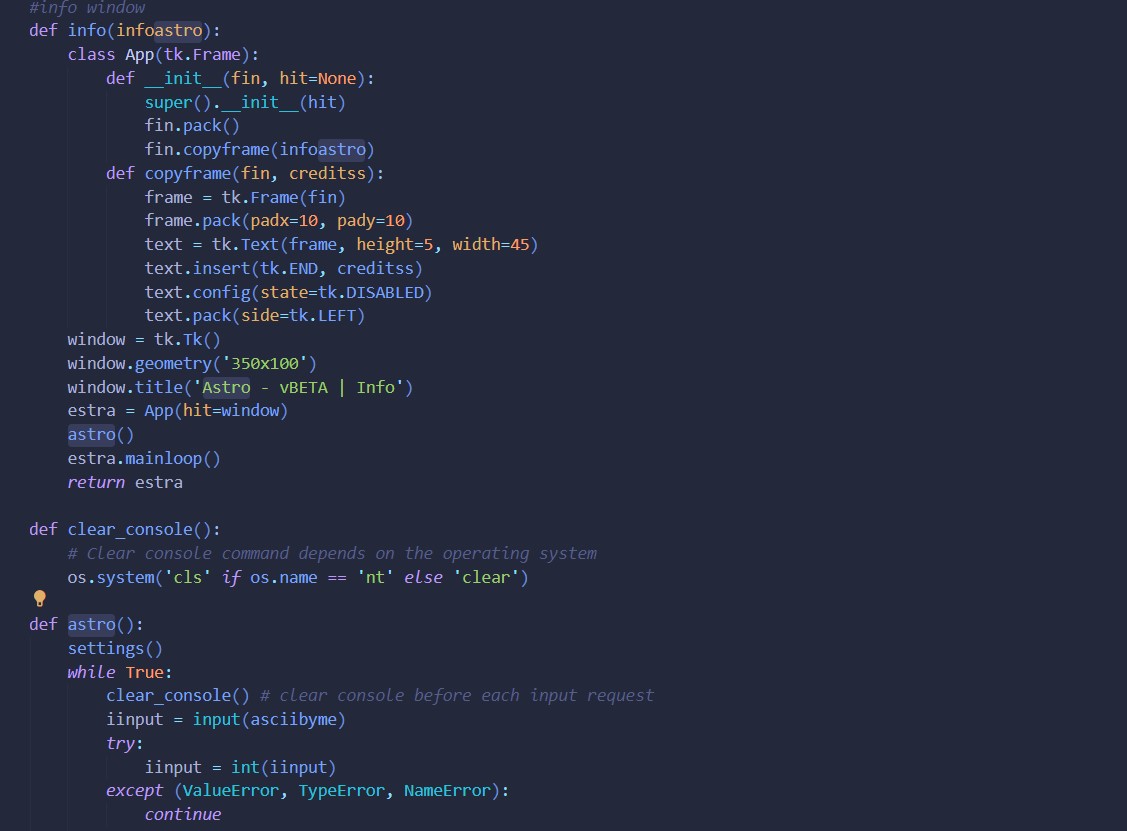 #info window
def info(infoastro):
    class App(tk.Frame):
        def __init__(fin, hit=None):
            super().__init__(hit)
            fin.pack()
            fin.copyframe(infoastro)
        def copyframe(fin, creditss):
            frame = tk.Frame(fin)
            frame.pack(padx=10, pady=10)
            text = tk.Text(frame, height=5, width=45)
            text.insert(tk.END, creditss)
            text.config(state=tk.DISABLED)
            text.pack(side=tk.LEFT)
    window = tk.Tk()
    window.geometry('350x100')
    window.title('Astro - vBETA | Info')
    estra = App(hit=window)
    astro()
    estra.mainloop()
    return estra

def clear_console():
    # Clear console command depends on the operating system
    os.system('cls' if os.name == 'nt' else 'clear')

def astro():
    settings()
    while True:
        clear_console() # clear console before each input request
        iinput = input(asciibyme)
        try:
            iinput = int(iinput)
        except (ValueError, TypeError, NameError):
            continue